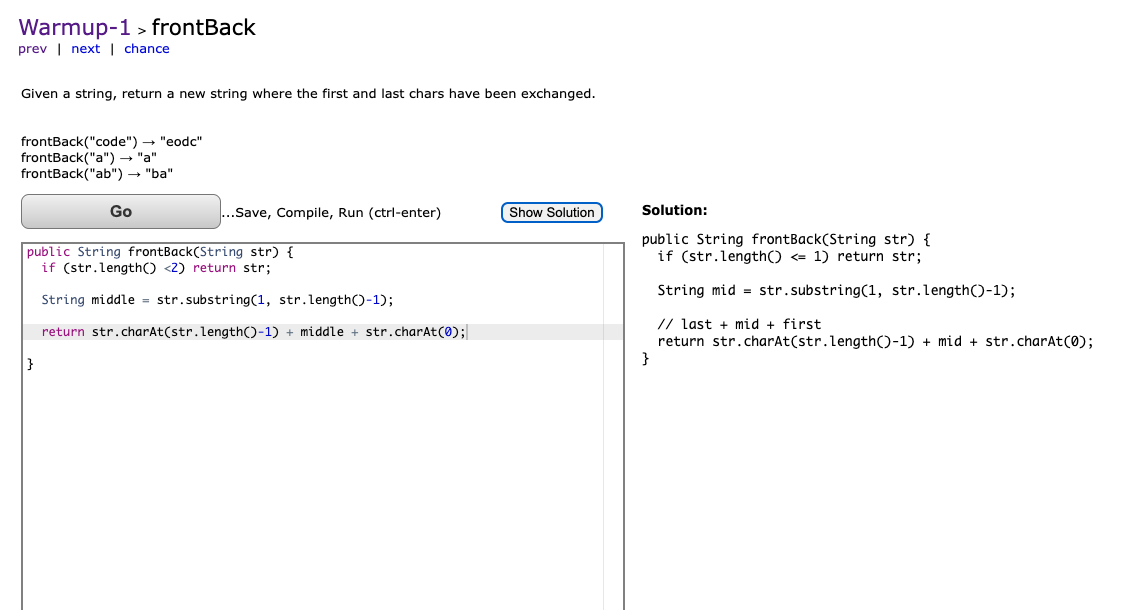 Warmup-1 > frontBack
prev | next | chance
Given a string, return a new string where the first and last chars have been exchanged.
frontBack("code") → "eodc"
frontBack("a") → "a"
frontBack("ab") → "ba"
Go ...Save, Compile, Run (ctrl-enter) Show Solution
public String frontBack(String str) {
  if (str.length() <2) return str;
  String middle = str.substring(1, str.length()-1);
  return str.charAt(str.length()-1) + middle + str.charAt(0);
}
Solution:
public String frontBack(String str) {
  if (str.length() <= 1) return str;
  String mid = str.substring(1, str.length()-1);
  // last + mid + first
  return str.charAt(str.length()-1) + mid + str.charAt(0);
}